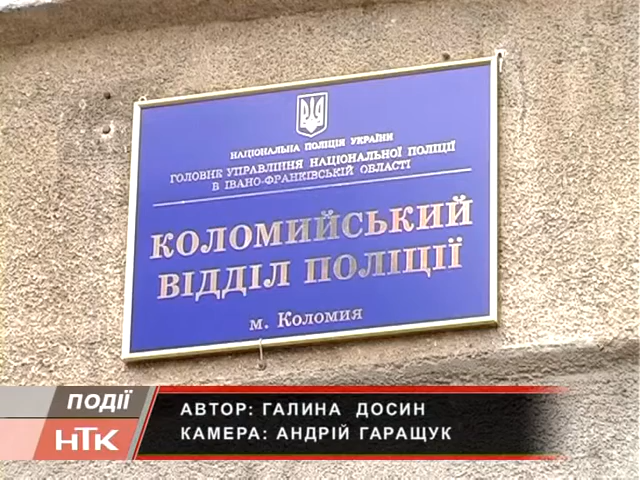 НАЦІОНАЛЬНА ПОЛІЦІЯ УКРАЇНИ
ГОЛОВНЕ УПРАВЛІННЯ НАЦІОНАЛЬНОЇ ПОЛІЦІЇ
В ІВАНО-ФРАНКІВСЬКІЙ ОБЛАСТІ
КОЛОМИЙСЬКИЙ
ВІДДІЛ ПОЛІЦІЇ
м. Коломия
ПОДІЇ
НТК
АВТОР: ГАЛИНА ДОСИН
КАМЕРА: АНДРІЙ ГАРАЩУК